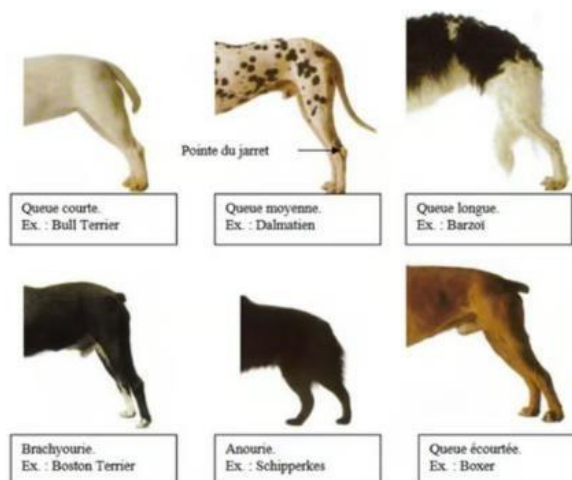 Pointe du jarret
Queue courte.
Ex. : Bull Terrier
Queue moyenne.
Ex. : Dalmatien
Queue longue.
Ex. : Barzoï
Brachyourie.
Ex. : Boston Terrier
Anourie.
Ex. : Schipperkes
Queue écourtée.
Ex. : Boxer